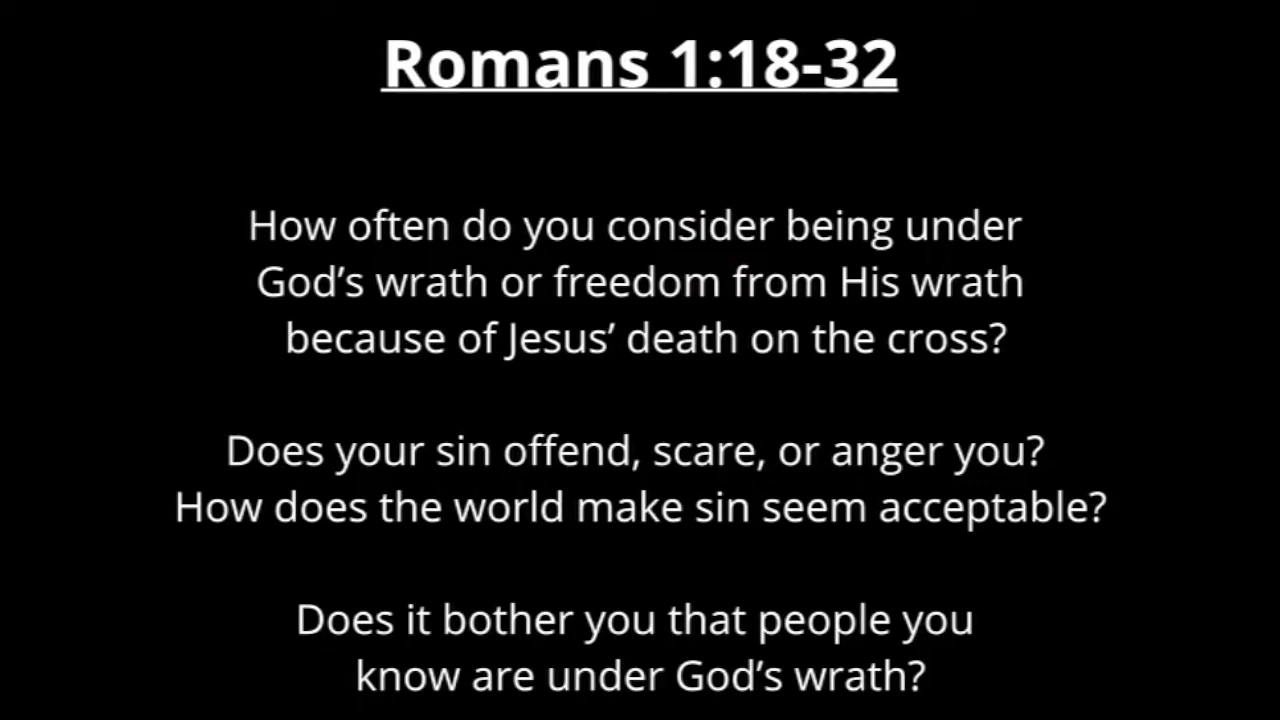 Romans 1:18-32
How often do you consider being under
God’s wrath or freedom from His wrath
because of Jesus’ death on the cross?
Does your sin offend, scare, or anger you?
How does the world make sin seem acceptable?
Does it bother you that people you
know are under God’s wrath?